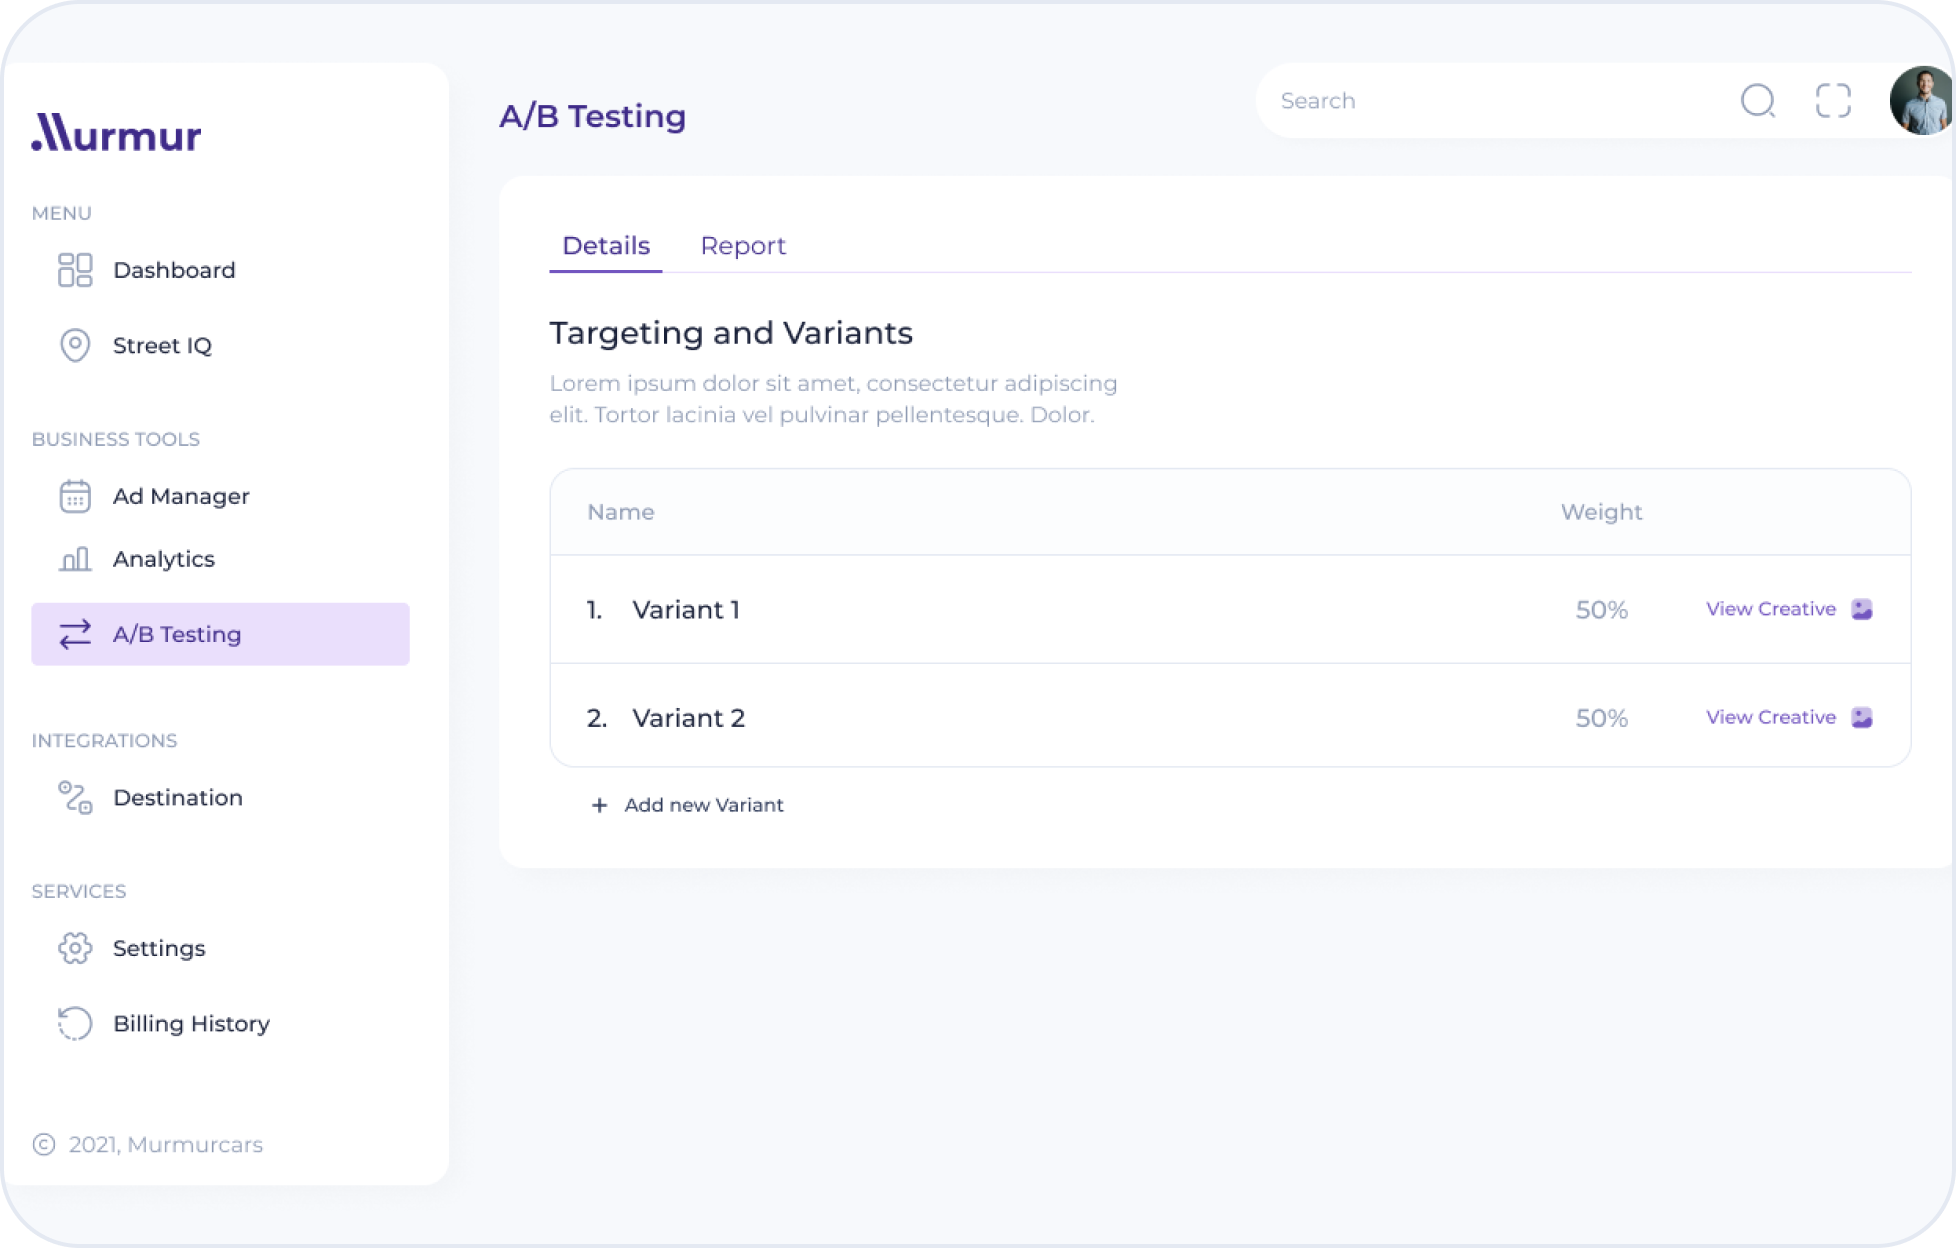 Murmur
MENU
Dashboard
Street IQ
BUSINESS TOOLS
Ad Manager
Analytics
A/B Testing
INTEGRATIONS
Destination
SERVICES
Settings
Billing History
© 2021, Murmurcars
A/B Testing
Search
Details Report
Targeting and Variants
Lorem ipsum dolor sit amet, consectetur adipiscing
elit. Tortor lacinia vel pulvinar pellentesque. Dolor.
Name Weight
1. Variant 1 50% View Creative
2. Variant 2 50% View Creative
+ Add new Variant